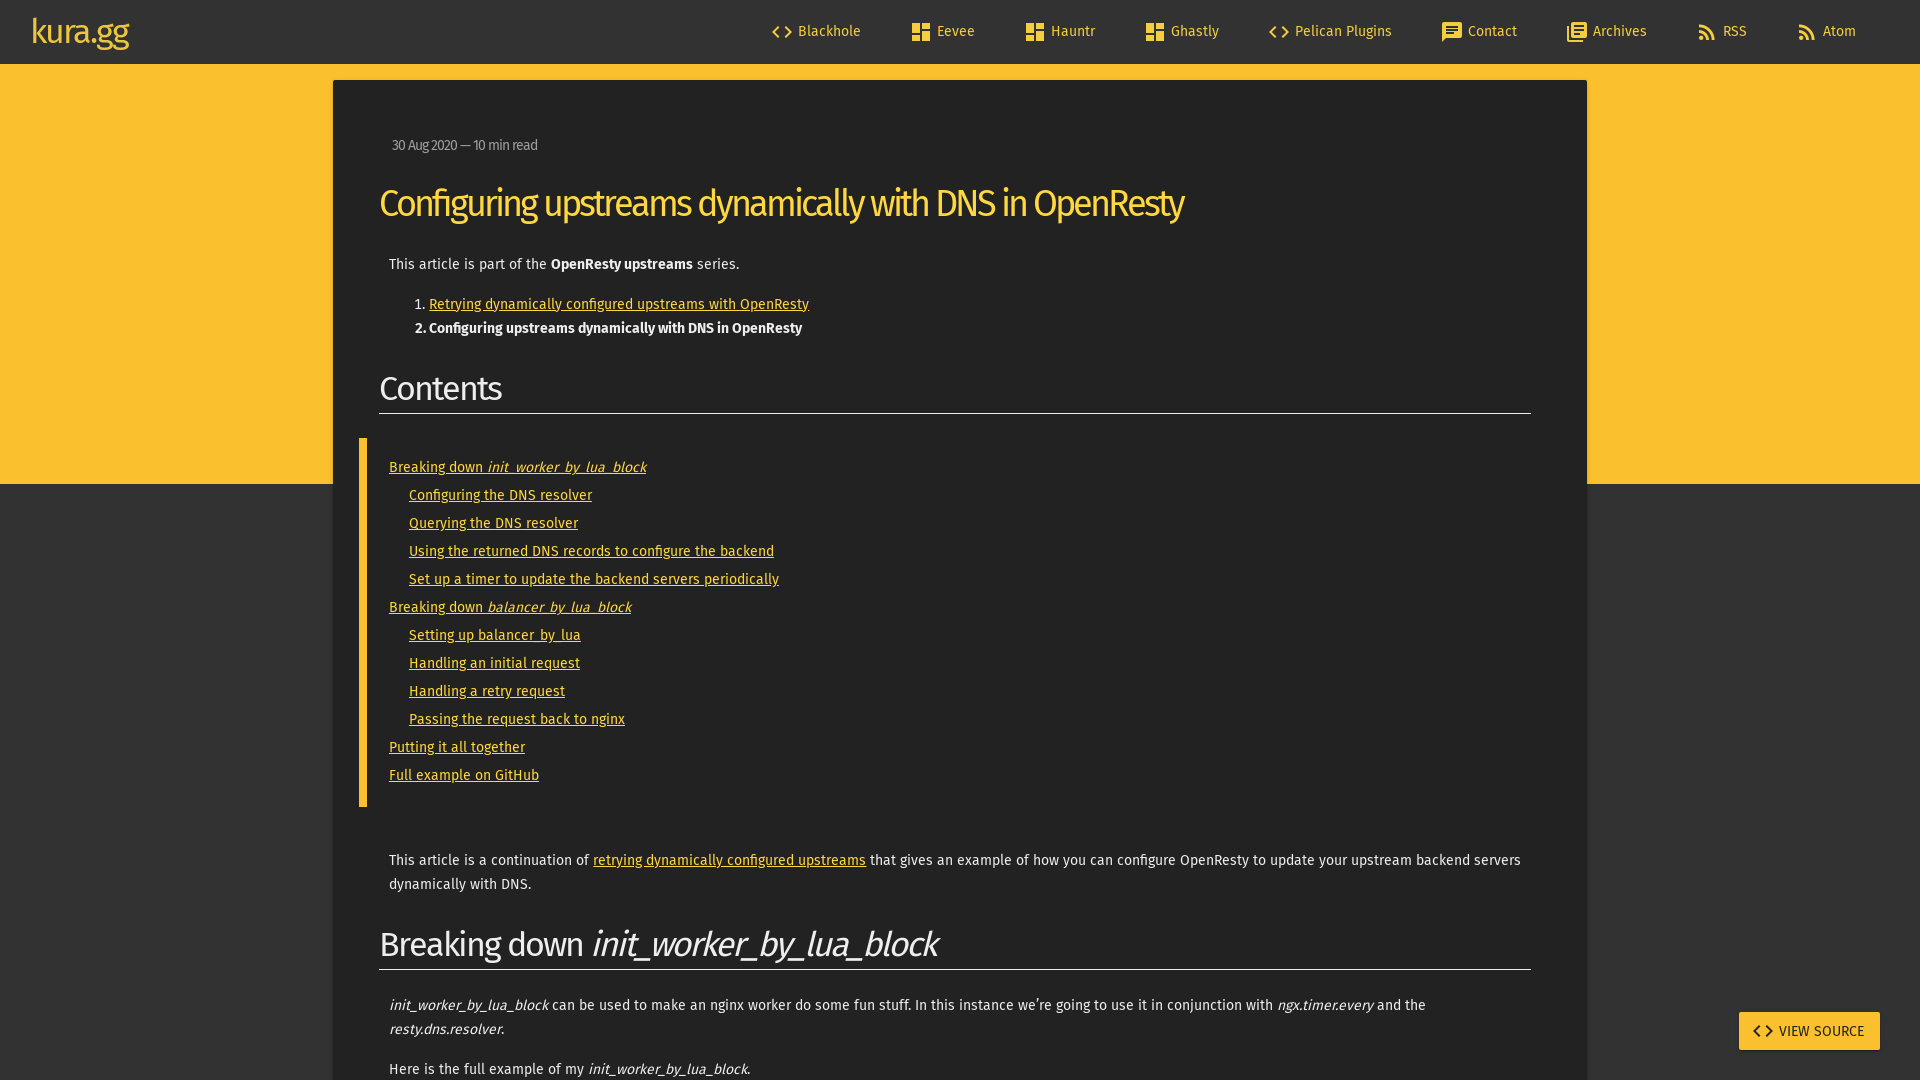 kura.gg
Blackhole
Eevee
Hauntr
Ghastly
Pelican Plugins
Contact
Archives
RSS
Atom
30 Aug 2020 — 10 min read
Configuring upstreams dynamically with DNS in OpenResty
This article is part of the OpenResty upstreams series.
1. Retrying dynamically configured upstreams with OpenResty
2. Configuring upstreams dynamically with DNS in OpenResty
Contents
Breaking down init_worker_by_lua_block
Configuring the DNS resolver
Querying the DNS resolver
Using the returned DNS records to configure the backend
Set up a timer to update the backend servers periodically
Breaking down balancer_by_lua_block
Setting up balancer_by_lua
Handling an initial request
Handling a retry request
Passing the request back to nginx
Putting it all together
Full example on GitHub
This article is a continuation of retrying dynamically configured upstreams that gives an example of how you can configure OpenResty to update your upstream backend servers
dynamically with DNS.
Breaking down init_worker_by_lua_block
init_worker_by_lua_block can be used to make an nginx worker do some fun stuff. In this instance we’re going to use it in conjunction with ngx.timer.every and the
resty.dns.resolver.
VIEW SOURCE
Here is the full example of my init_worker_by_lua_block.